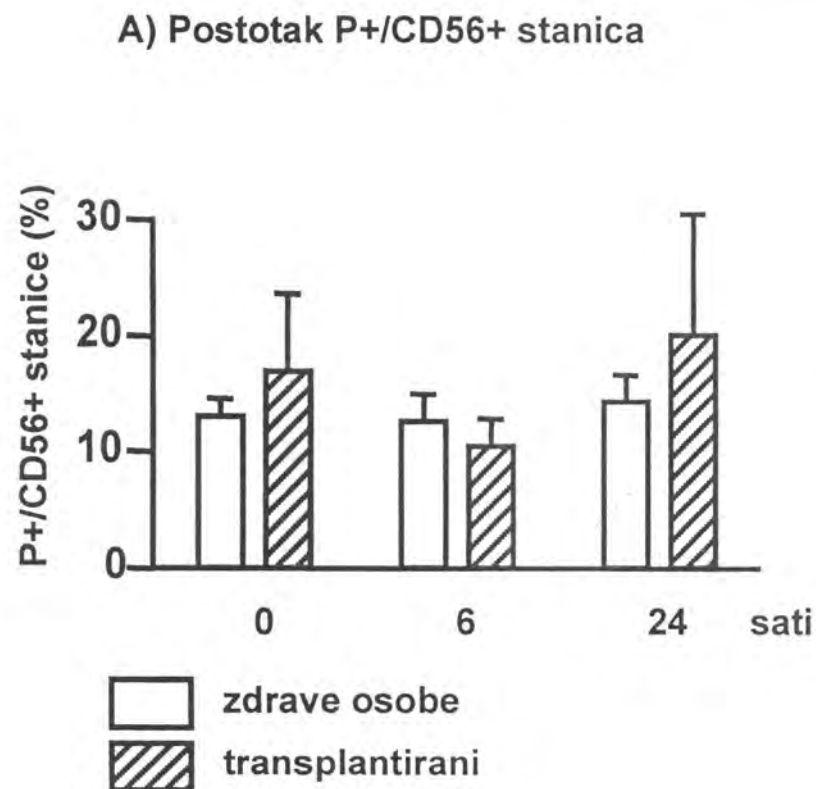 A) Postotak P+/CD56+ stanica
P+/CD56+ stanice (%)
30
20
10
0
0 6 24 sati
zdrave osobe
transplantirani